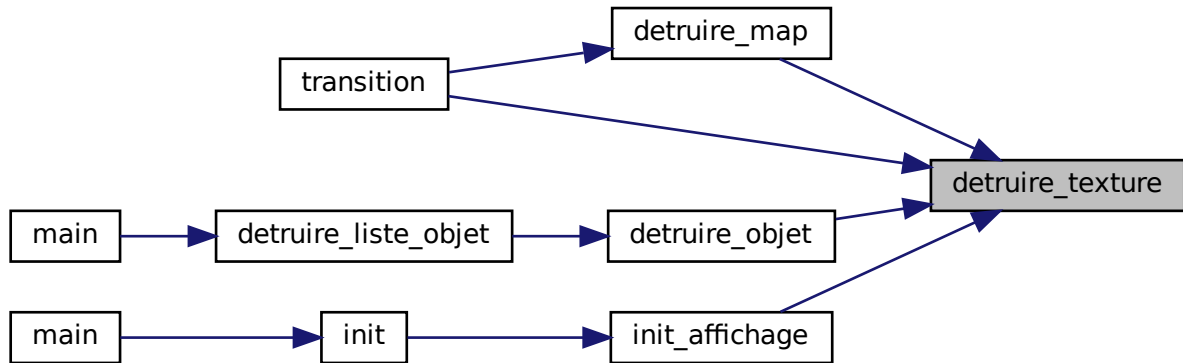 detruire_map
transition
detruire_texture
main
detruire_liste_objet
detruire_objet
main
init
init_affichage